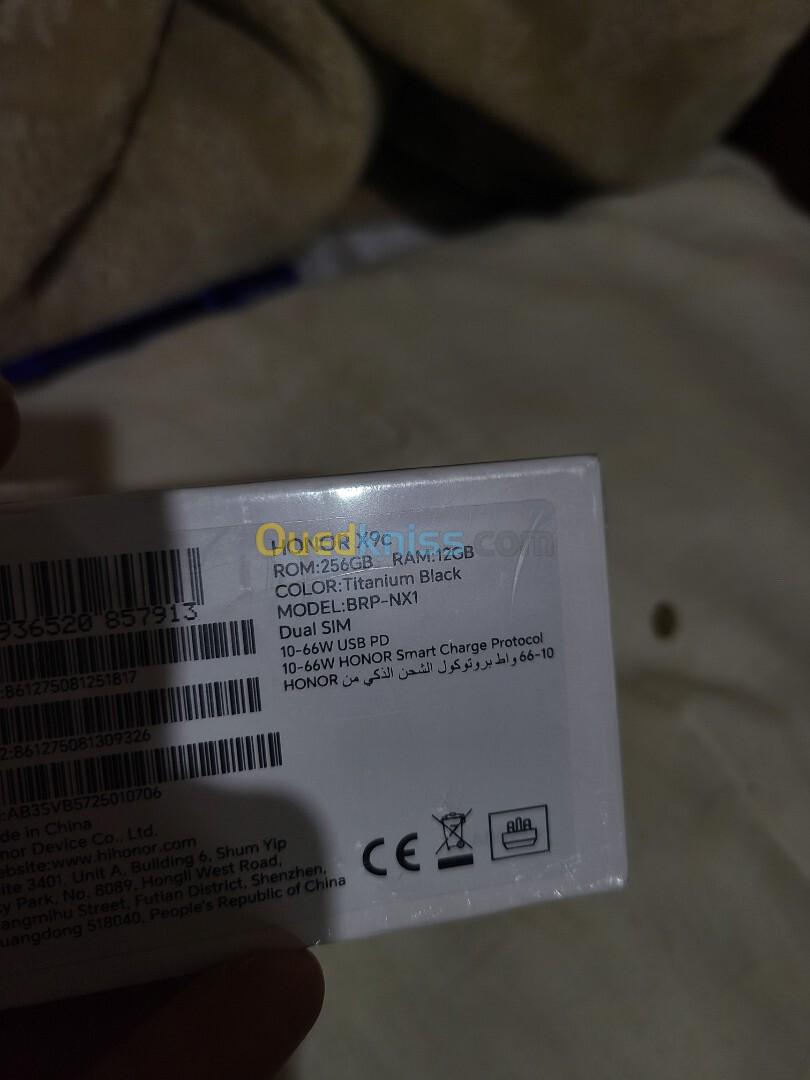 Ouedkniss.com
HONOR X9c
ROM:256GB RAM:12GB
COLOR:Titanium Black
MODEL:BRP-NX1
Dual SIM
10-66W USB PD
10-66W HONOR Smart Charge Protocol
66-10 واط بروتوكول الشحن الذكي من HONOR
936520 857913
:861275081251817
2:861275081309326
:AB3SVB5725010706
de in China
nor Device Co., Ltd.
ebsite:www.hihonor.com
ite 3401, Unit A, Building 6, Shum Yip
cy Park, No. 8089, Hongli West Road,
angmihu Street, Futian District, Shenzhen,
uangdong 518040, People's Republic of China
CE